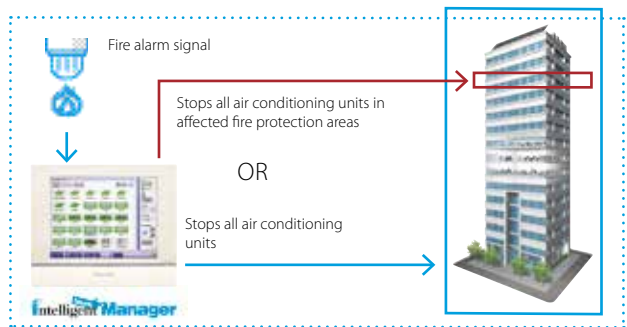 Fire alarm signal
Stops all air conditioning units in
affected fire protection areas
OR
Stops all air conditioning
units
intelligent Manager